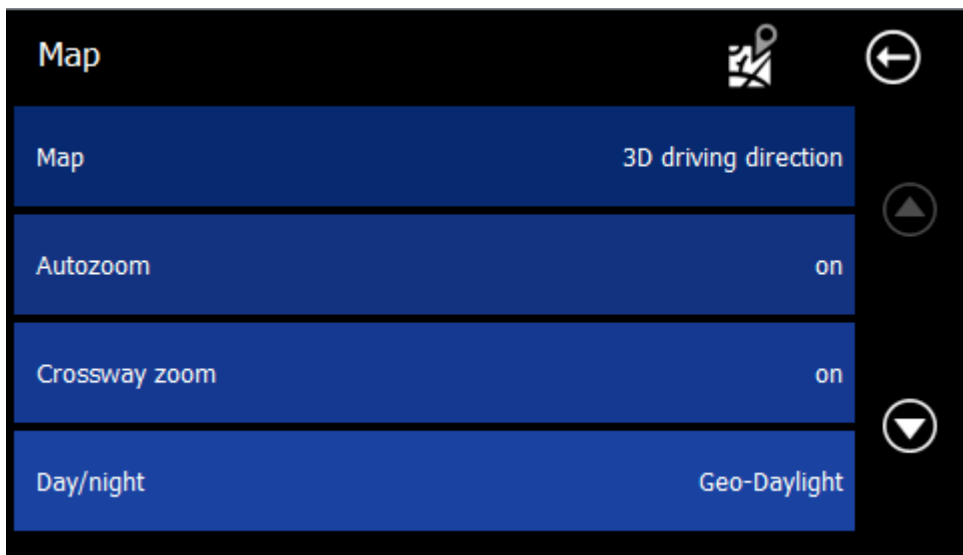 Map
Map 3D driving direction
Autozoom on
Crossway zoom on
Day/night Geo-Daylight